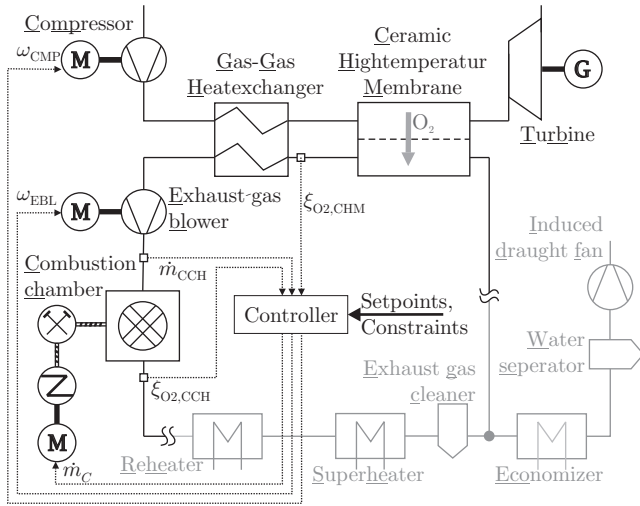 Compressor
ω_CMP
M
Gas-Gas
Heatexchanger
Ceramic
Hightemperatur
Membrane
G
O_2
Turbine
ω_EBL
M
Exhaust-gas
blower
ξ_O2,CHM
Induced
draught fan
Combustion
chamber
ṁ_CCH
Controller
Setpoints,
Constraints
Water
seperator
Exhaust gas
cleaner
ξ_O2,CCH
M
ṁ_C
Reheater
Superheater
Economizer